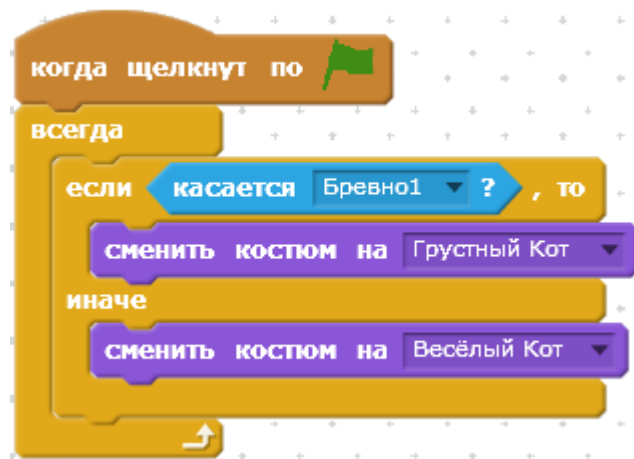 когда щелкнут по
всегда
если касается Бревно1 ? , то
сменить костюм на Грустный Кот
иначе
сменить костюм на Весёлый Кот